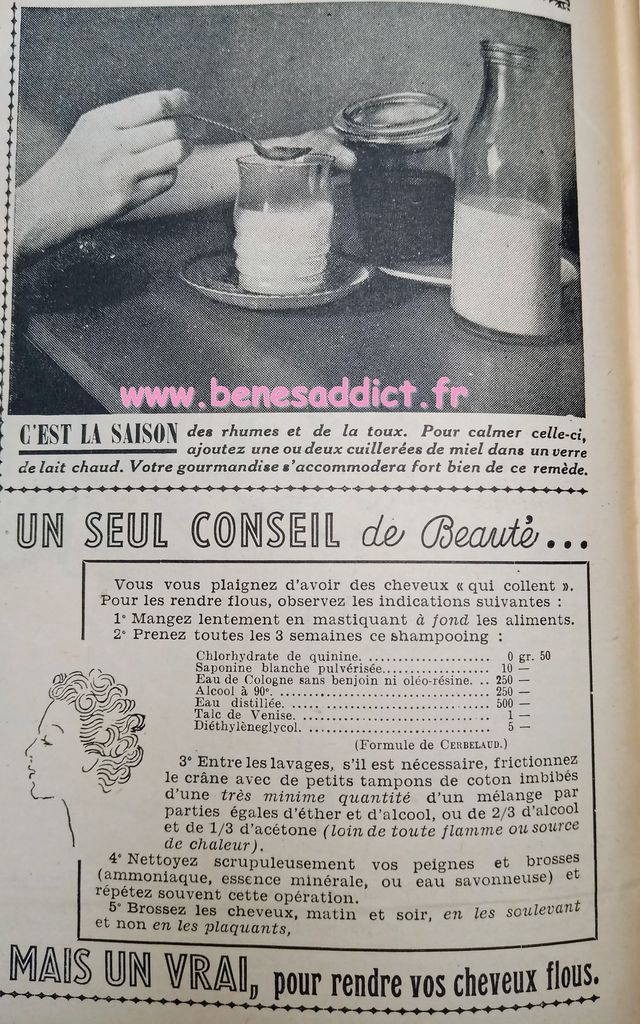 www.benesaddict.fr
C'EST LA SAISON des rhumes et de la toux. Pour calmer celle-ci,
ajoutez une ou deux cuillerées de miel dans un verre
de lait chaud. Votre gourmandise s'accommodera fort bien de ce remède.
UN SEUL CONSEIL de Beauté...
Vous vous plaignez d'avoir des cheveux « qui collent ».
Pour les rendre flous, observez les indications suivantes :
1° Mangez lentement en mastiquant à fond les aliments.
2° Prenez toutes les 3 semaines ce shampooing :
Chlorhydrate de quinine. .................... 0 gr. 50
Saponine blanche pulvérisée.................. 10 —
Eau de Cologne sans benjoin ni oléo-résine. .. 250 —
Alcool à 90°. ............................... 250 —
Eau distillée. .............................. 500 —
Talc de Venise. ............................. 1 —
Diéthylèneglycol. ........................... 5 —
(Formule de CERBELAUD.)
3° Entre les lavages, s'il est nécessaire, frictionnez
le crâne avec de petits tampons de coton imbibés
d'une très minime quantité d'un mélange par
parties égales d'éther et d'alcool, ou de 2/3 d'alcool
et de 1/3 d'acétone (loin de toute flamme ou source
de chaleur).
4° Nettoyez scrupuleusement vos peignes et brosses
(ammoniaque, essence minérale, ou eau savonneuse) et
répétez souvent cette opération.
5° Brossez les cheveux, matin et soir, en les soulevant
et non en les plaquants,
MAIS UN VRAI,, pour rendre vos cheveux flous.